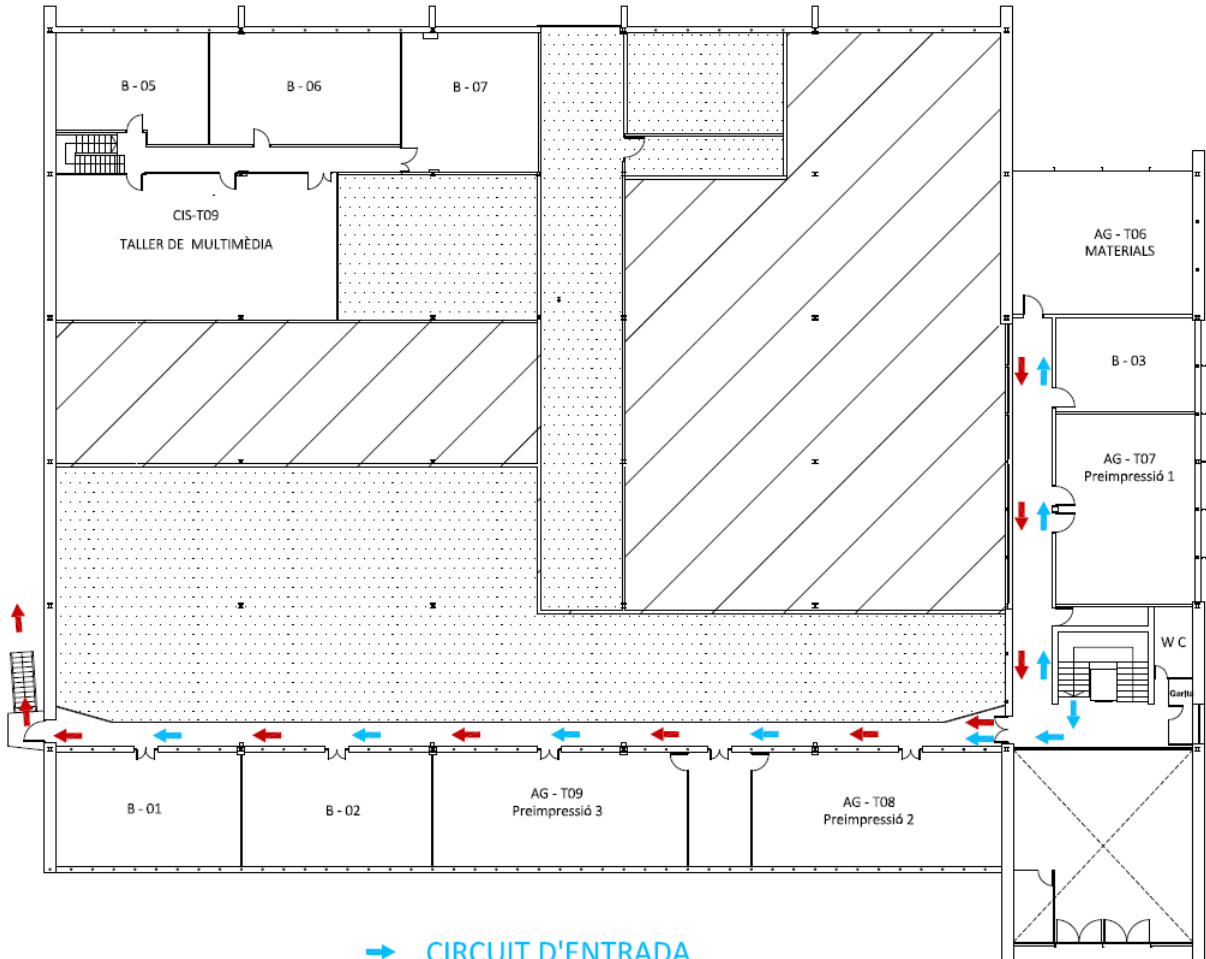 B - 05
B - 06
B - 07
CIS-T09
TALLER DE MULTIMÈDIA
AG - T06
MATERIALS
B - 03
AG - T07
Preimpressió 1
W C
Garita
B - 01
B - 02
AG - T09
Preimpressió 3
AG - T08
Preimpressió 2
CIRCUIT D'ENTRADA